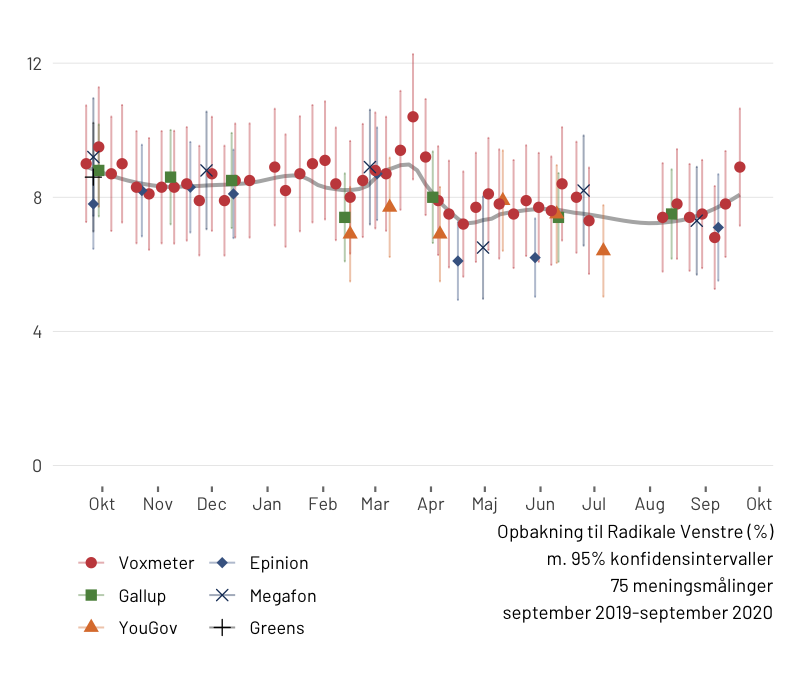 12
8
4
0
Okt Nov Dec Jan Feb Mar Apr Maj Jun Jul Aug Sep Okt
Opbakning til Radikale Venstre (%)
m. 95% konfidensintervaller
75 meningsmålinger
september 2019-september 2020
Voxmeter Epinion
Gallup Megafon
YouGov Greens